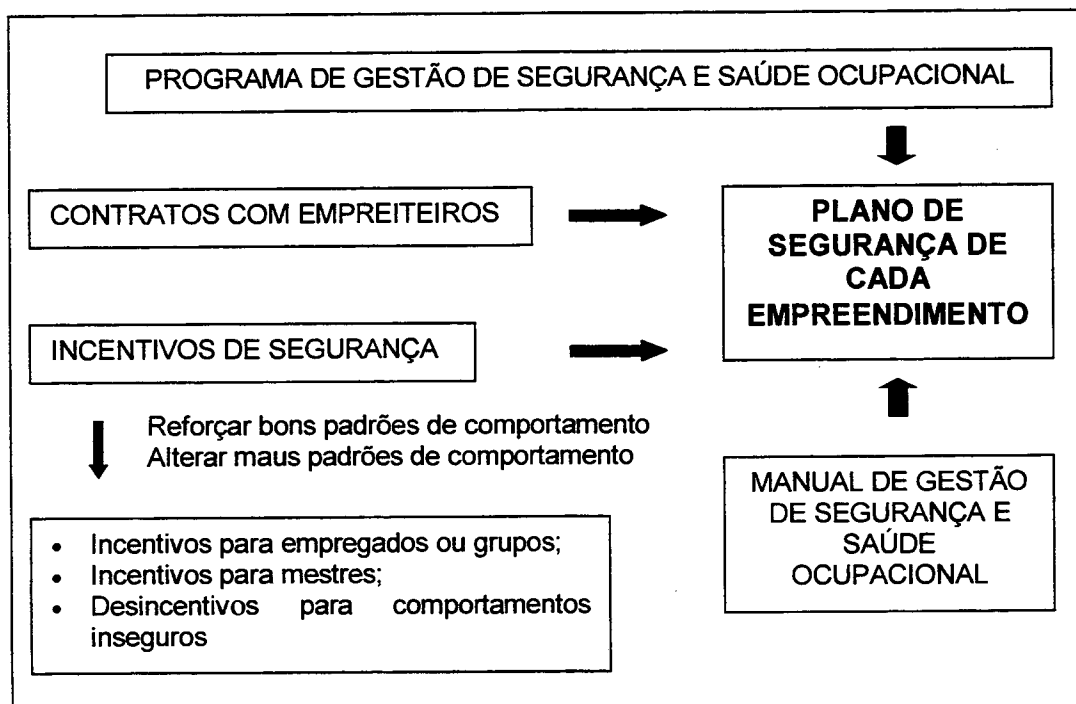 PROGRAMA DE GESTÃO DE SEGURANÇA E SAÚDE OCUPACIONAL
CONTRATOS COM EMPREITEIROS
PLANO DE
SEGURANÇA DE
CADA
EMPREENDIMENTO
INCENTIVOS DE SEGURANÇA
Reforçar bons padrões de comportamento
Alterar maus padrões de comportamento
MANUAL DE GESTÃO
DE SEGURANÇA E
SAÚDE
OCUPACIONAL
• Incentivos para empregados ou grupos;
• Incentivos para mestres;
• Desincentivos para comportamentos
inseguros